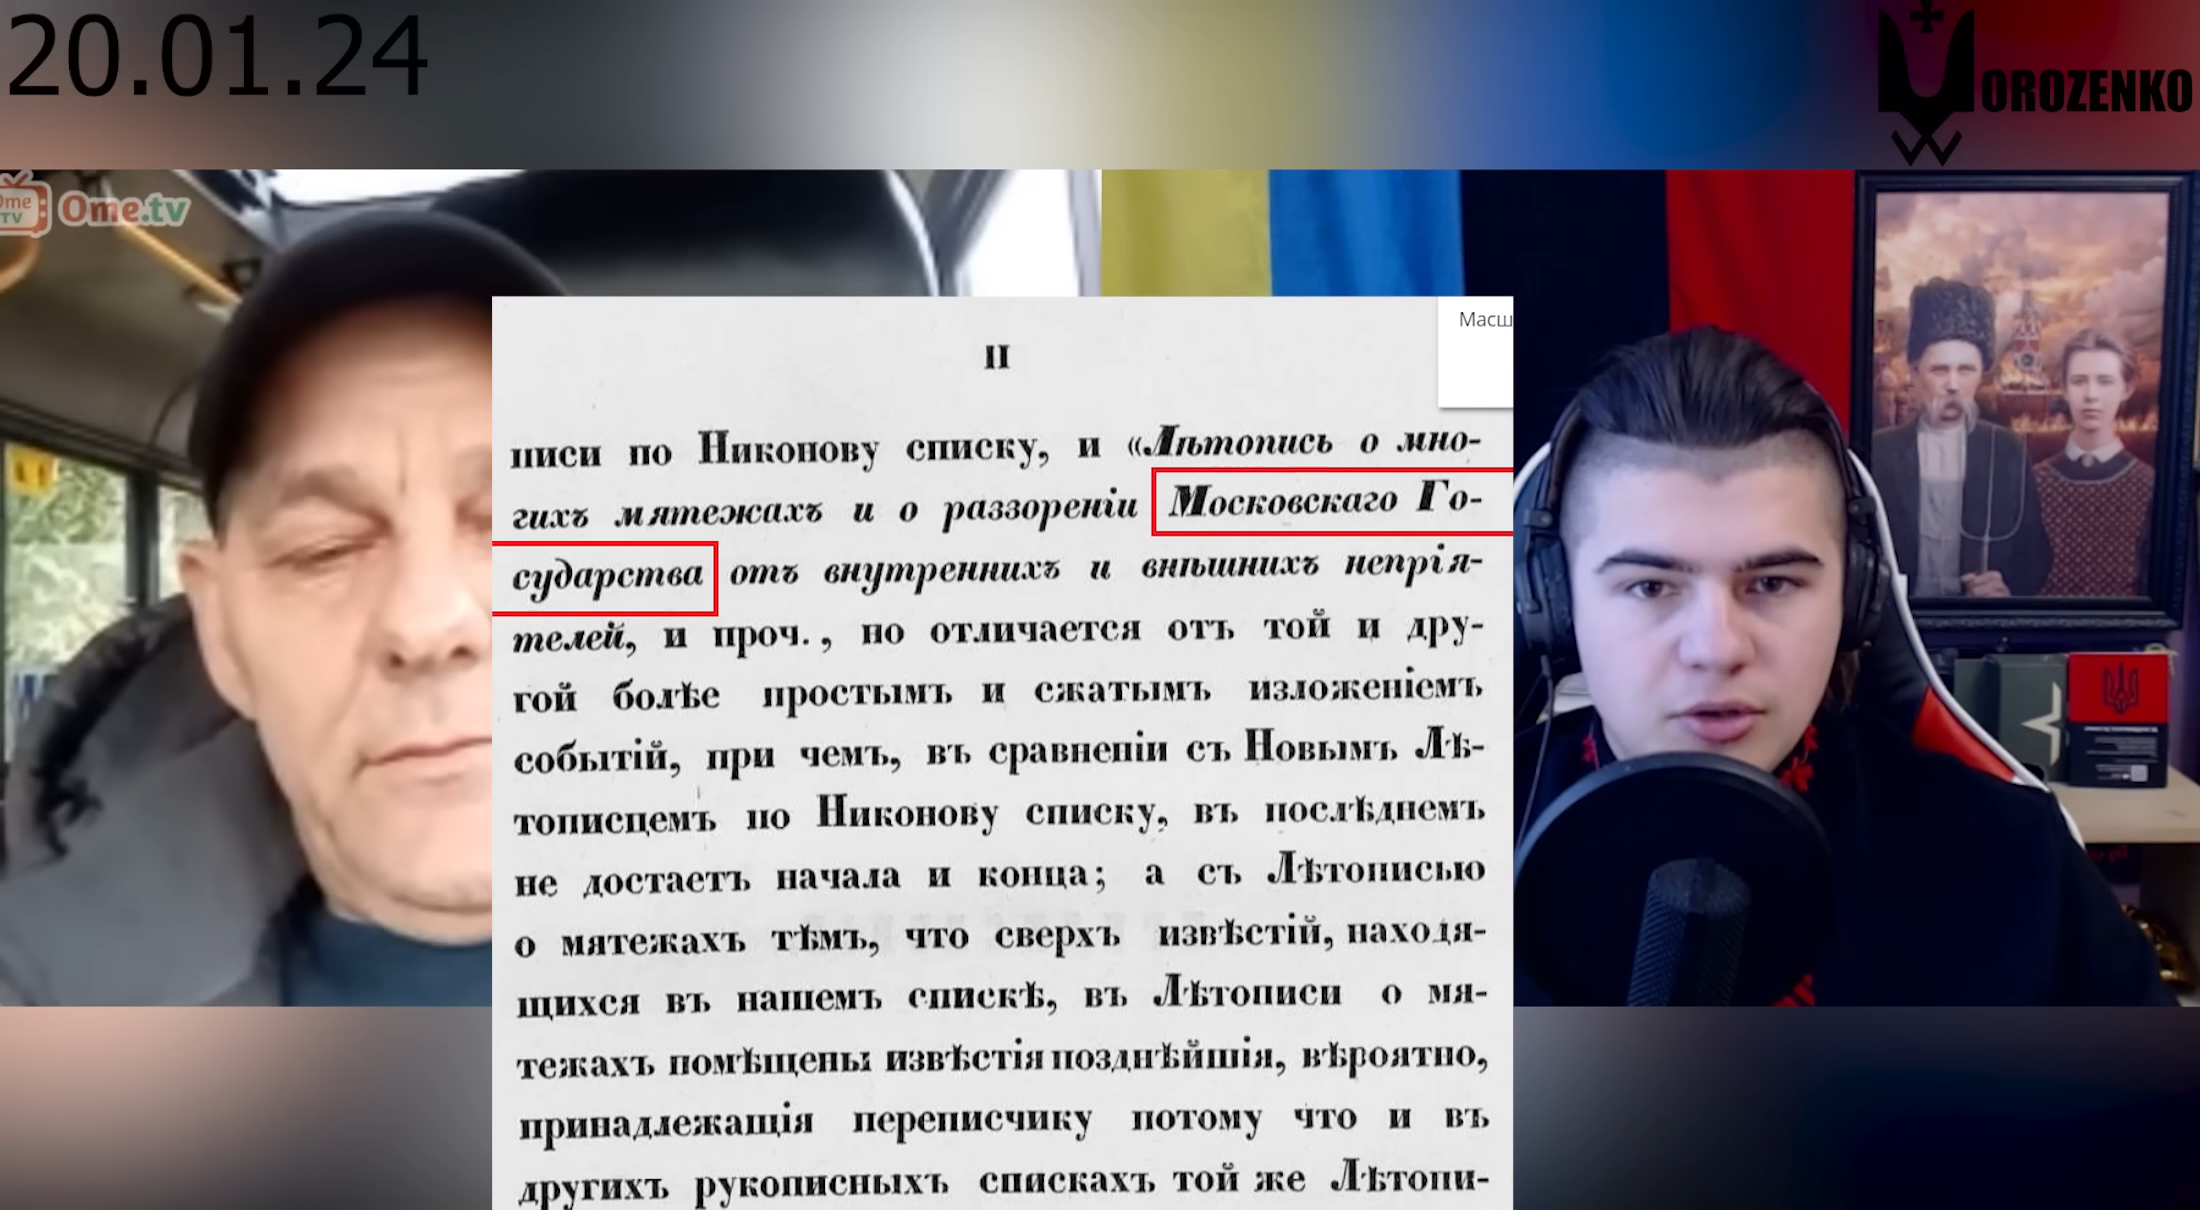 20.01.24
OROZENKO
Ome
TV
Ome.tv
Масш
II
писи по Никонову списку, и «Лѣтопись о мно-
гихъ мятежахъ и о раззореніи Московскаго Го-
сударства отъ внутреннихъ и внѣшнихъ непрія-
телей, и проч., но отличается отъ той и дру-
гой болѣе простымъ и сжатымъ изложеніемъ
событій, при чемъ, въ сравненіи съ Новымъ Лѣ-
тописцемъ по Никонову списку, въ послѣднемъ
не достаетъ начала и конца; а съ Лѣтописью
о мятежахъ тѣмъ, что сверхъ извѣстій, находя-
щихся въ нашемъ спискѣ, въ Лѣтописи о мя-
тежахъ помѣщены извѣстія позднѣйшія, вѣроятно,
принадлежащія переписчику потому что и въ
другихъ рукописныхъ спискахъ той же Лѣтопи-